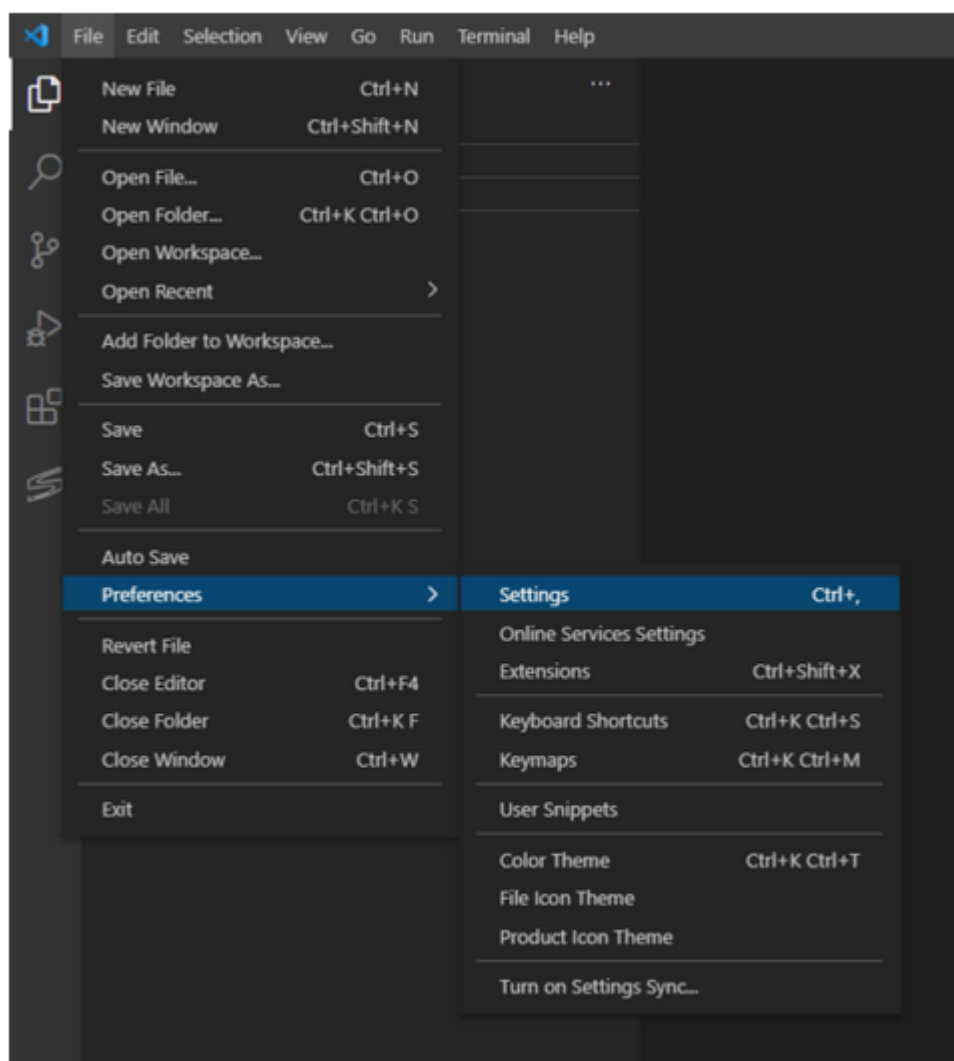 File Edit Selection View Go Run Terminal Help
New File Ctrl+N
New Window Ctrl+Shift+N
Open File... Ctrl+O
Open Folder... Ctrl+K Ctrl+O
Open Workspace...
Open Recent
Add Folder to Workspace...
Save Workspace As...
Save Ctrl+S
Save As... Ctrl+Shift+S
Save All Ctrl+K S
Auto Save
Preferences
Revert File
Close Editor Ctrl+F4
Close Folder Ctrl+K F
Close Window Ctrl+W
Exit
Settings Ctrl+,
Online Services Settings
Extensions Ctrl+Shift+X
Keyboard Shortcuts Ctrl+K Ctrl+S
Keymaps Ctrl+K Ctrl+M
User Snippets
Color Theme Ctrl+K Ctrl+T
File Icon Theme
Product Icon Theme
Turn on Settings Sync...